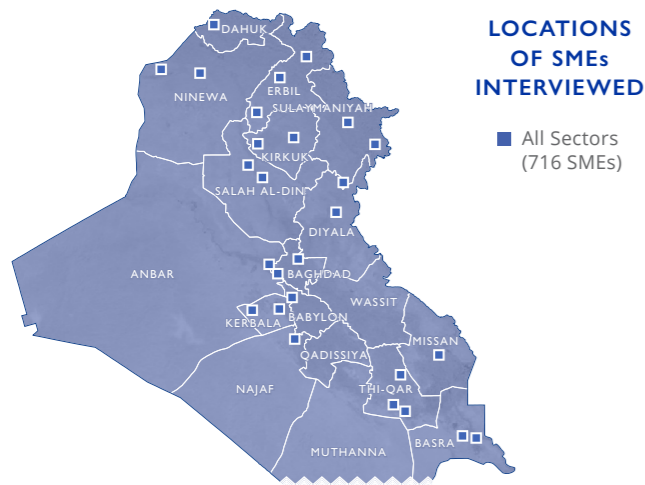 LOCATIONS
OF SMEs
INTERVIEWED
All Sectors
(716 SMEs)
DAHUK
NINEWA
ERBIL
SULAYMANIYAH
KIRKUK
SALAH AL-DIN
DIYALA
ANBAR
BAGHDAD
WASSIT
KERBALA
BABYLON
MISSAN
QADISSIYA
NAJAF
THI-QAR
BASRA
MUTHANNA